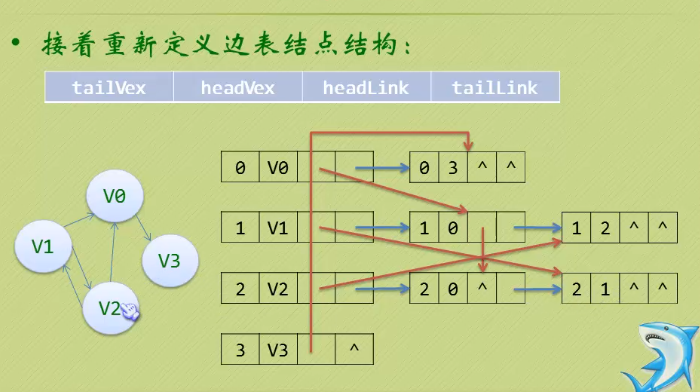 • 接着重新定义边表结点结构：
tailVex headVex headLink tailLink
0 V0 0 3 ^ ^
1 V1 1 0 1 2 ^ ^
2 V2 2 0 ^ 2 1 ^ ^
3 V3 ^
V0
V1
V3
V2